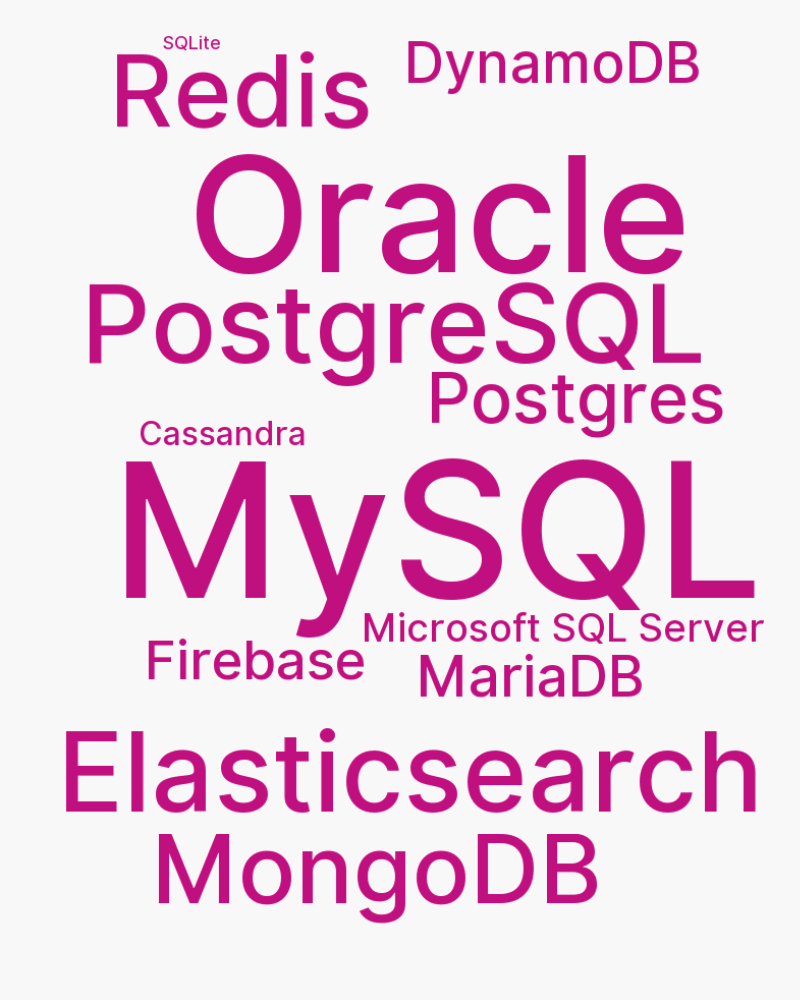 SQLite
Redis
DynamoDB
Oracle
PostgreSQL
Postgres
Cassandra
MySQL
Microsoft SQL Server
Firebase
MariaDB
Elasticsearch
MongoDB